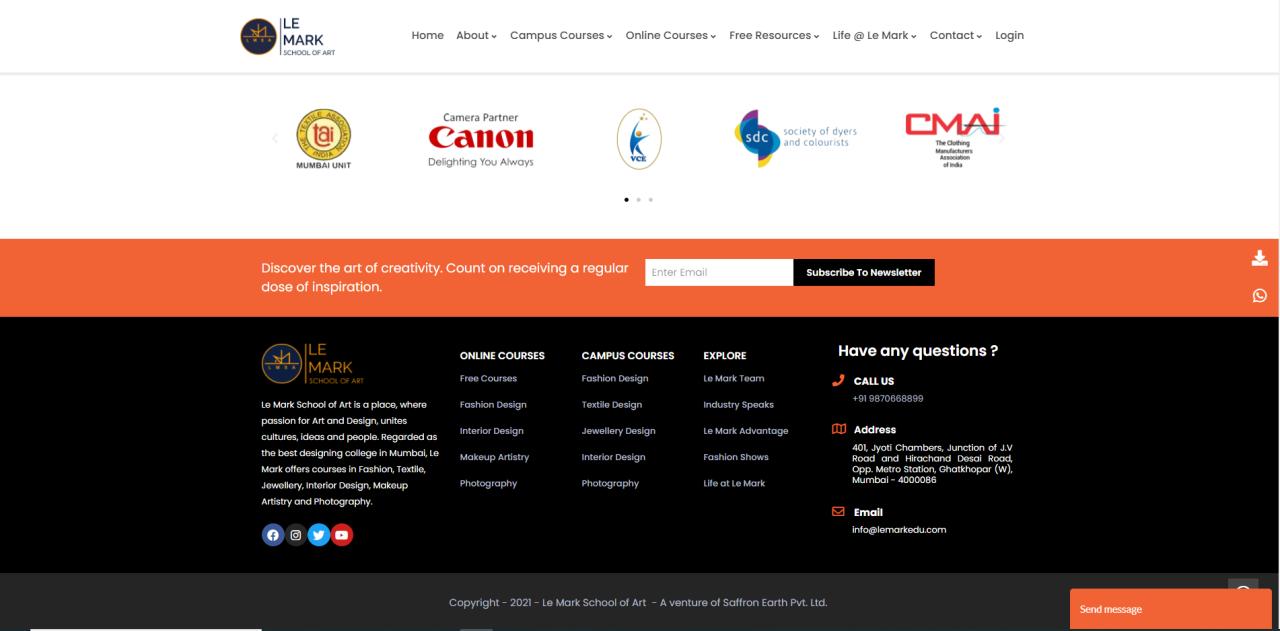 LE
MARK
SCHOOL OF ART
LMSA
Home About Campus Courses Online Courses Free Resources Life @ Le Mark Contact Login
TEXTILE ASSOCIATION
THE INDIA
tai
MUMBAI UNIT
Camera Partner
Canon
Delighting You Always
VCE
sdc
society of dyers
and colourists
CMAi
The Clothing
Manufacturers
Association
of India
Discover the art of creativity. Count on receiving a regular
dose of inspiration.
Enter Email
Subscribe To Newsletter
LE
MARK
SCHOOL OF ART
LMSA
Le Mark School of Art is a place, where
passion for Art and Design, unites
cultures, ideas and people. Regarded as
the best designing college in Mumbai, Le
Mark offers courses in Fashion, Textile,
Jewellery, Interior Design, Makeup
Artistry and Photography.
ONLINE COURSES
Free Courses
Fashion Design
Interior Design
Makeup Artistry
Photography
CAMPUS COURSES
Fashion Design
Textile Design
Jewellery Design
Interior Design
Photography
EXPLORE
Le Mark Team
Industry Speaks
Le Mark Advantage
Fashion Shows
Life at Le Mark
Have any questions ?
CALL US
+91 9870668899
Address
401, Jyoti Chambers, Junction of J.V
Road and Hirachand Desai Road,
Opp. Metro Station, Ghatkhopar (W),
Mumbai - 4000086
Email
info@lemarkedu.com
Copyright - 2021 - Le Mark School of Art - A venture of Saffron Earth Pvt. Ltd.
Send message